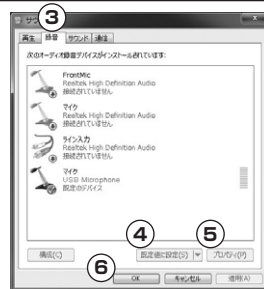 ③
サウンド
再生 録音 サウンド 通信
次のオーディオ録音デバイスがインストールされています:
FrontMic
Realtek High Definition Audio
接続されていません
マイク
Realtek High Definition Audio
接続されていません
ライン入力
Realtek High Definition Audio
接続されていません
マイク
USB Microphone
既定のデバイス
④ ⑤
構成(C) 既定値に設定(S) プロパティ(P)
⑥
OK キャンセル 適用(A)